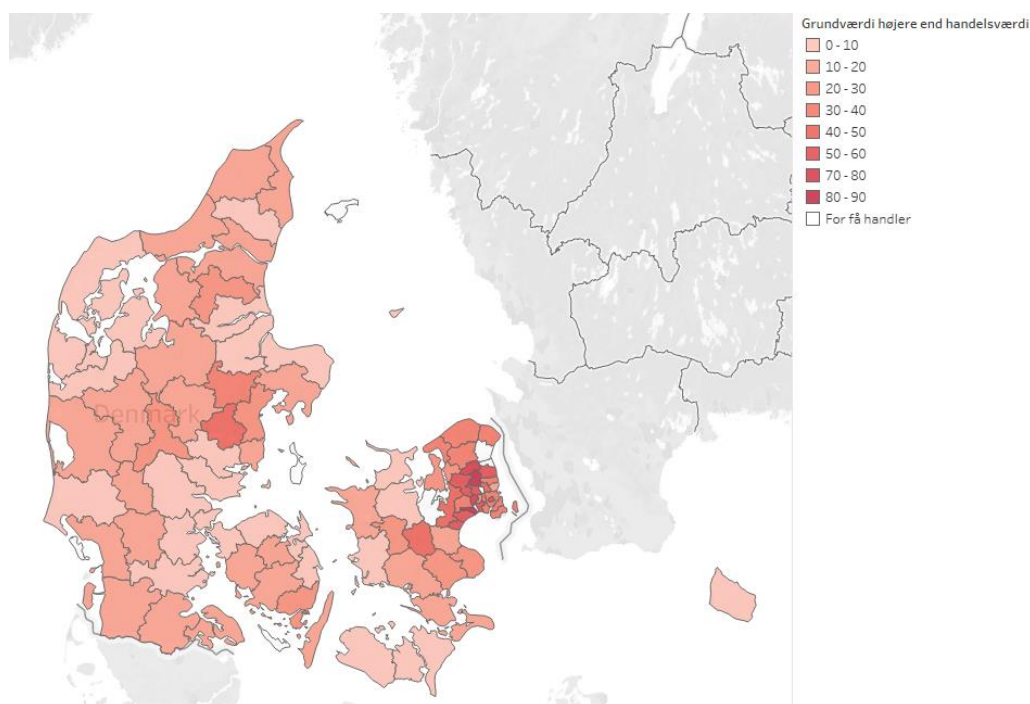 Grundværdi højere end handelsværdi
0 - 10
10 - 20
20 - 30
30 - 40
40 - 50
50 - 60
70 - 80
80 - 90
For få handler
Denmark